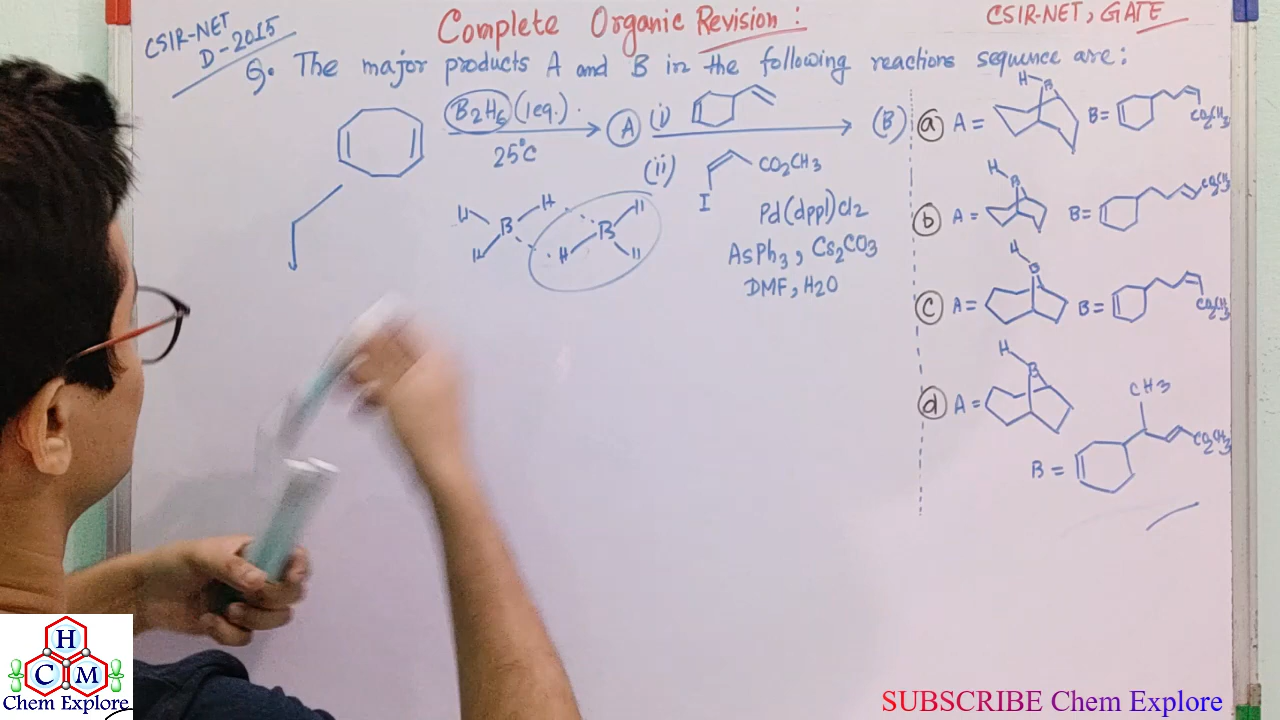 Complete Organic Revision :
CSIR-NET, GATE
CSIR-NET
D-2015
Q. The major products A and B in the following reactions sequence are:
B2H6 (1eq.)
25°C
A
(i)
(B)
(ii)
CO2CH3
I
Pd(dppl)Cl2
AsPh3, Cs2CO3
DMF, H2O
H
H
B
B
H
H
H
H
a A =
H
B
B=
CO2CH3
b A =
H
B
B=
CO2CH3
c A =
H
B
B=
CO2CH3
d A =
H
B
B =
CH3
CO2CH3
H
C M
Chem Explore
SUBSCRIBE Chem Explore